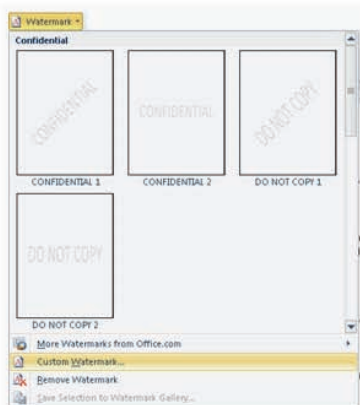 Watermark
Confidential
CONFIDENTIAL
CONFIDENTIAL
DO NOT COPY
CONFIDENTIAL 1
CONFIDENTIAL 2
DO NOT COPY 1
DO NOT COPY
DO NOT COPY 2
More Watermarks from Office.com
Custom Watermark...
Remove Watermark
Save Selection to Watermark Gallery...